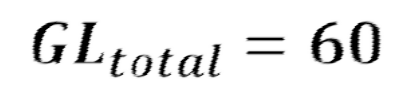 GL_total = 60